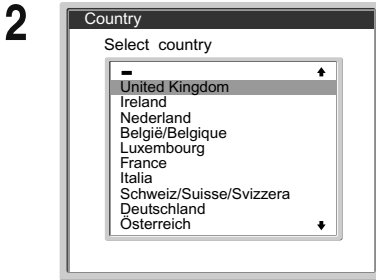 2
Country
Select country
-
United Kingdom
Ireland
Nederland
België/Belgique
Luxembourg
France
Italia
Schweiz/Suisse/Svizzera
Deutschland
Österreich